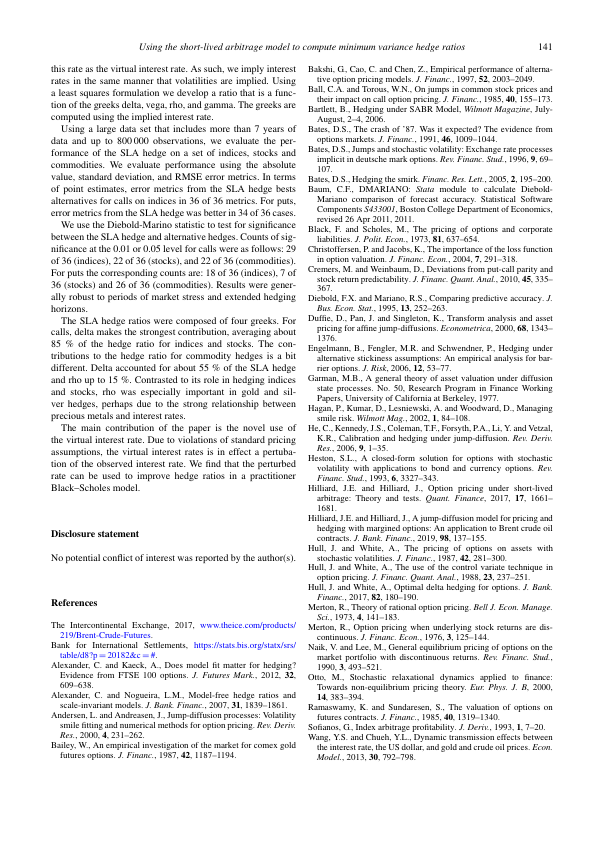 Using the short-lived arbitrage model to compute minimum variance hedge ratios 141
this rate as the virtual interest rate. As such, we imply interest
rates in the same manner that volatilities are implied. Using
a least squares formulation we develop a ratio that is a func-
tion of the greeks delta, vega, rho, and gamma. The greeks are
computed using the implied interest rate.
Using a large data set that includes more than 7 years of
data and up to 800 000 observations, we evaluate the per-
formance of the SLA hedge on a set of indices, stocks and
commodities. We evaluate performance using the absolute
value, standard deviation, and RMSE error metrics. In terms
of point estimates, error metrics from the SLA hedge bests
alternatives for calls on indices in 36 of 36 metrics. For puts,
error metrics from the SLA hedge was better in 34 of 36 cases.
We use the Diebold-Marino statistic to test for significance
between the SLA hedge and alternative hedges. Counts of sig-
nificance at the 0.01 or 0.05 level for calls were as follows: 29
of 36 (indices), 22 of 36 (stocks), and 22 of 36 (commodities).
For puts the corresponding counts are: 18 of 36 (indices), 7 of
36 (stocks) and 26 of 36 (commodities). Results were gener-
ally robust to periods of market stress and extended hedging
horizons.
The SLA hedge ratios were composed of four greeks. For
calls, delta makes the strongest contribution, averaging about
85 % of the hedge ratio for indices and stocks. The con-
tributions to the hedge ratio for commodity hedges is a bit
different. Delta accounted for about 55 % of the SLA hedge
and rho up to 15 %. Contrasted to its role in hedging indices
and stocks, rho was especially important in gold and sil-
ver hedges, perhaps due to the strong relationship between
precious metals and interest rates.
The main contribution of the paper is the novel use of
the virtual interest rate. Due to violations of standard pricing
assumptions, the virtual interest rates is in effect a pertuba-
tion of the observed interest rate. We find that the perturbed
rate can be used to improve hedge ratios in a practitioner
Black–Scholes model.
Disclosure statement
No potential conflict of interest was reported by the author(s).
References
The Intercontinental Exchange, 2017, www.theice.com/products/
219/Brent-Crude-Futures.
Bank for International Settlements, https://stats.bis.org/statx/srs/
table/d8?p = 20182&c = #.
Alexander, C. and Kaeck, A., Does model fit matter for hedging?
Evidence from FTSE 100 options. J. Futures Mark., 2012, 32,
609–638.
Alexander, C. and Nogueira, L.M., Model-free hedge ratios and
scale-invariant models. J. Bank. Financ., 2007, 31, 1839–1861.
Andersen, L. and Andreasen, J., Jump-diffusion processes: Volatility
smile fitting and numerical methods for option pricing. Rev. Deriv.
Res., 2000, 4, 231–262.
Bailey, W., An empirical investigation of the market for comex gold
futures options. J. Financ., 1987, 42, 1187–1194.
Bakshi, G., Cao, C. and Chen, Z., Empirical performance of alterna-
tive option pricing models. J. Financ., 1997, 52, 2003–2049.
Ball, C.A. and Torous, W.N., On jumps in common stock prices and
their impact on call option pricing. J. Financ., 1985, 40, 155–173.
Bartlett, B., Hedging under SABR Model, Wilmott Magazine, July-
August, 2–4, 2006.
Bates, D.S., The crash of '87. Was it expected? The evidence from
options markets. J. Financ., 1991, 46, 1009–1044.
Bates, D.S., Jumps and stochastic volatility: Exchange rate processes
implicit in deutsche mark options. Rev. Financ. Stud., 1996, 9, 69–
107.
Bates, D.S., Hedging the smirk. Financ. Res. Lett., 2005, 2, 195–200.
Baum, C.F., DMARIANO: Stata module to calculate Diebold-
Mariano comparison of forecast accuracy. Statistical Software
Components S433001, Boston College Department of Economics,
revised 26 Apr 2011, 2011.
Black, F. and Scholes, M., The pricing of options and corporate
liabilities. J. Polit. Econ., 1973, 81, 637–654.
Christoffersen, P. and Jacobs, K., The importance of the loss function
in option valuation. J. Financ. Econ., 2004, 7, 291–318.
Cremers, M. and Weinbaum, D., Deviations from put-call parity and
stock return predictability. J. Financ. Quant. Anal., 2010, 45, 335–
367.
Diebold, F.X. and Mariano, R.S., Comparing predictive accuracy. J.
Bus. Econ. Stat., 1995, 13, 252–263.
Duffie, D., Pan, J. and Singleton, K., Transform analysis and asset
pricing for affine jump-diffusions. Econometrica, 2000, 68, 1343–
1376.
Engelmann, B., Fengler, M.R. and Schwendner, P., Hedging under
alternative stickiness assumptions: An empirical analysis for bar-
rier options. J. Risk, 2006, 12, 53–77.
Garman, M.B., A general theory of asset valuation under diffusion
state processes. No. 50, Research Program in Finance Working
Papers, University of California at Berkeley, 1977.
Hagan, P., Kumar, D., Lesniewski, A. and Woodward, D., Managing
smile risk. Wilmott Mag., 2002, 1, 84–108.
He, C., Kennedy, J.S., Coleman, T.F., Forsyth, P.A., Li, Y. and Vetzal,
K.R., Calibration and hedging under jump-diffusion. Rev. Deriv.
Res., 2006, 9, 1–35.
Heston, S.L., A closed-form solution for options with stochastic
volatility with applications to bond and currency options. Rev.
Financ. Stud., 1993, 6, 3327–343.
Hilliard, J.E. and Hilliard, J., Option pricing under short-lived
arbitrage: Theory and tests. Quant. Finance, 2017, 17, 1661–
1681.
Hilliard, J.E. and Hilliard, J., A jump-diffusion model for pricing and
hedging with margined options: An application to Brent crude oil
contracts. J. Bank. Financ., 2019, 98, 137–155.
Hull, J. and White, A., The pricing of options on assets with
stochastic volatilities. J. Financ., 1987, 42, 281–300.
Hull, J. and White, A., The use of the control variate technique in
option pricing. J. Financ. Quant. Anal., 1988, 23, 237–251.
Hull, J. and White, A., Optimal delta hedging for options. J. Bank.
Financ., 2017, 82, 180–190.
Merton, R., Theory of rational option pricing. Bell J. Econ. Manage.
Sci., 1973, 4, 141–183.
Merton, R., Option pricing when underlying stock returns are dis-
continuous. J. Financ. Econ., 1976, 3, 125–144.
Naik, V. and Lee, M., General equilibrium pricing of options on the
market portfolio with discontinuous returns. Rev. Financ. Stud.,
1990, 3, 493–521.
Otto, M., Stochastic relaxational dynamics applied to finance:
Towards non-equilibrium pricing theory. Eur. Phys. J. B, 2000,
14, 383–394.
Ramaswamy, K. and Sundaresen, S., The valuation of options on
futures contracts. J. Financ., 1985, 40, 1319–1340.
Sofianos, G., Index arbitrage profitability. J. Deriv., 1993, 1, 7–20.
Wang, Y.S. and Chueh, Y.L., Dynamic transmission effects between
the interest rate, the US dollar, and gold and crude oil prices. Econ.
Model., 2013, 30, 792–798.